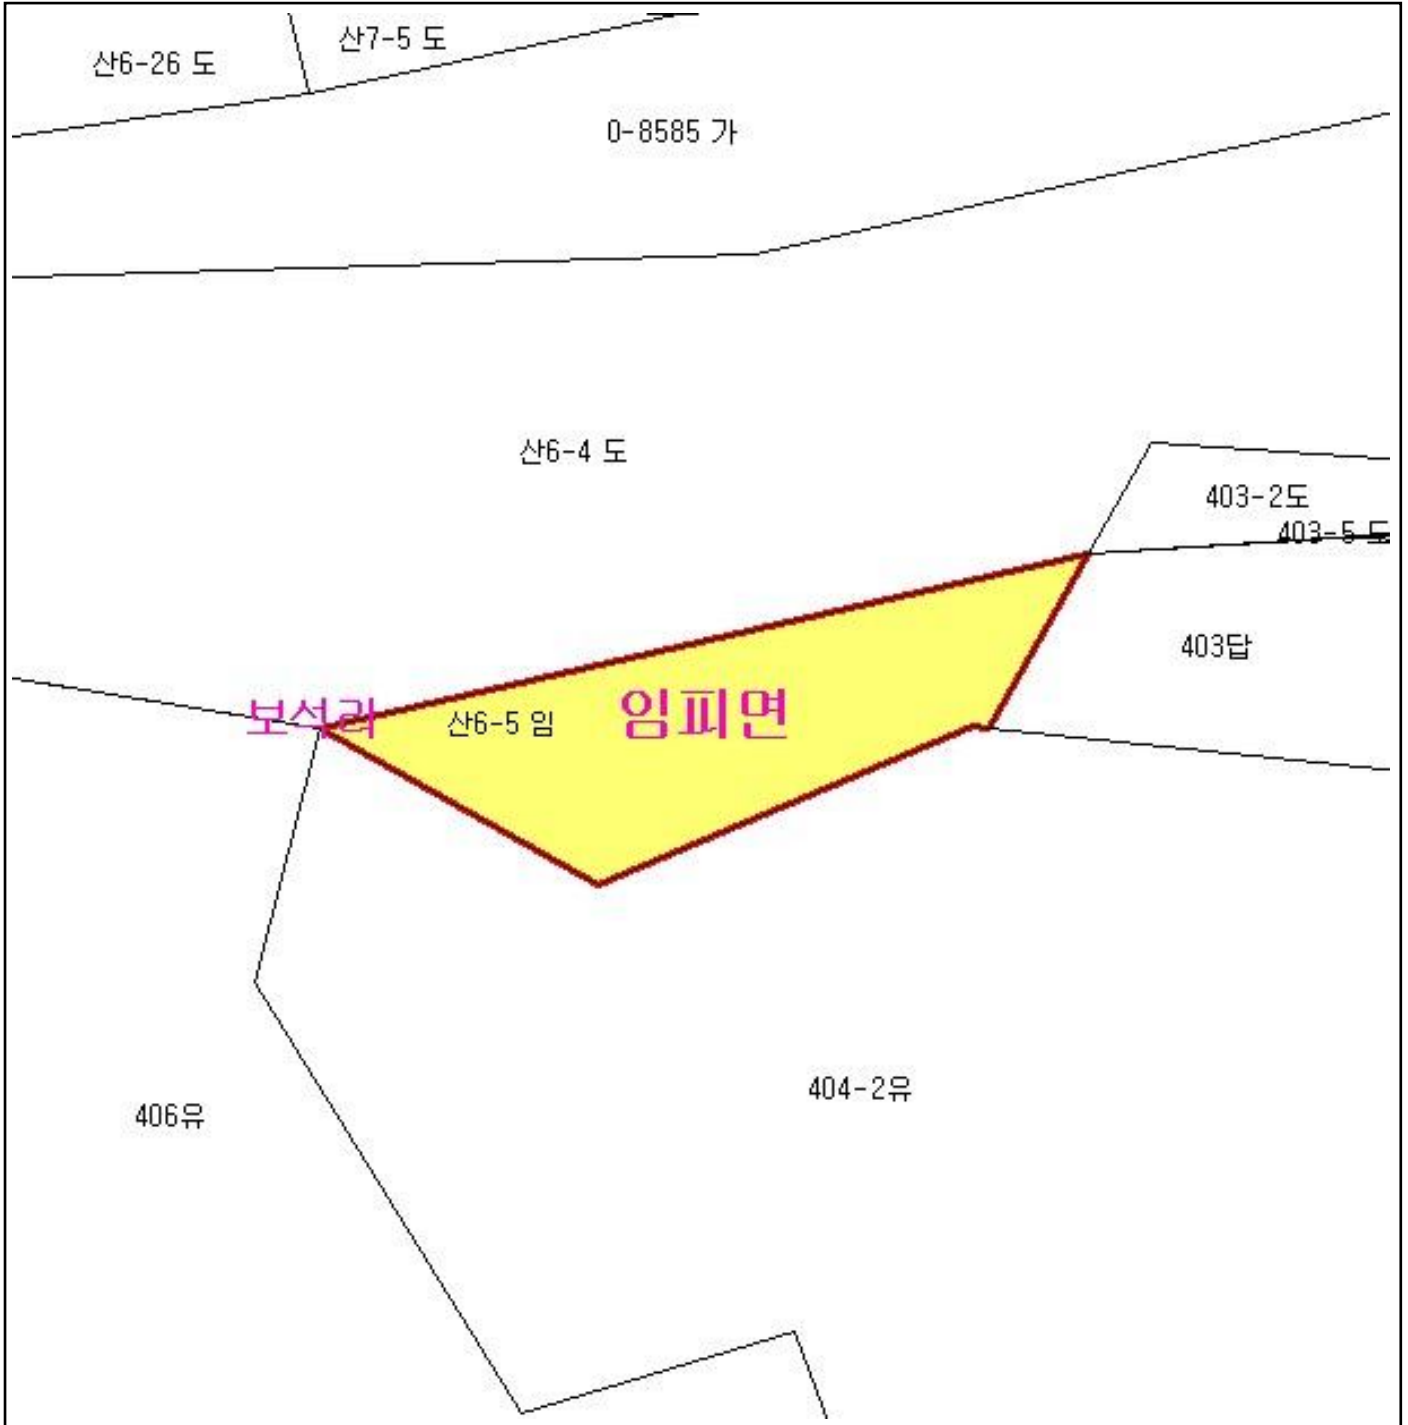 산7-5 도
산6-26 도
0-8585 가
산6-4 도
403-2도
403-5 도
403답
보석리
산6-5 임
임피면
404-2유
406유